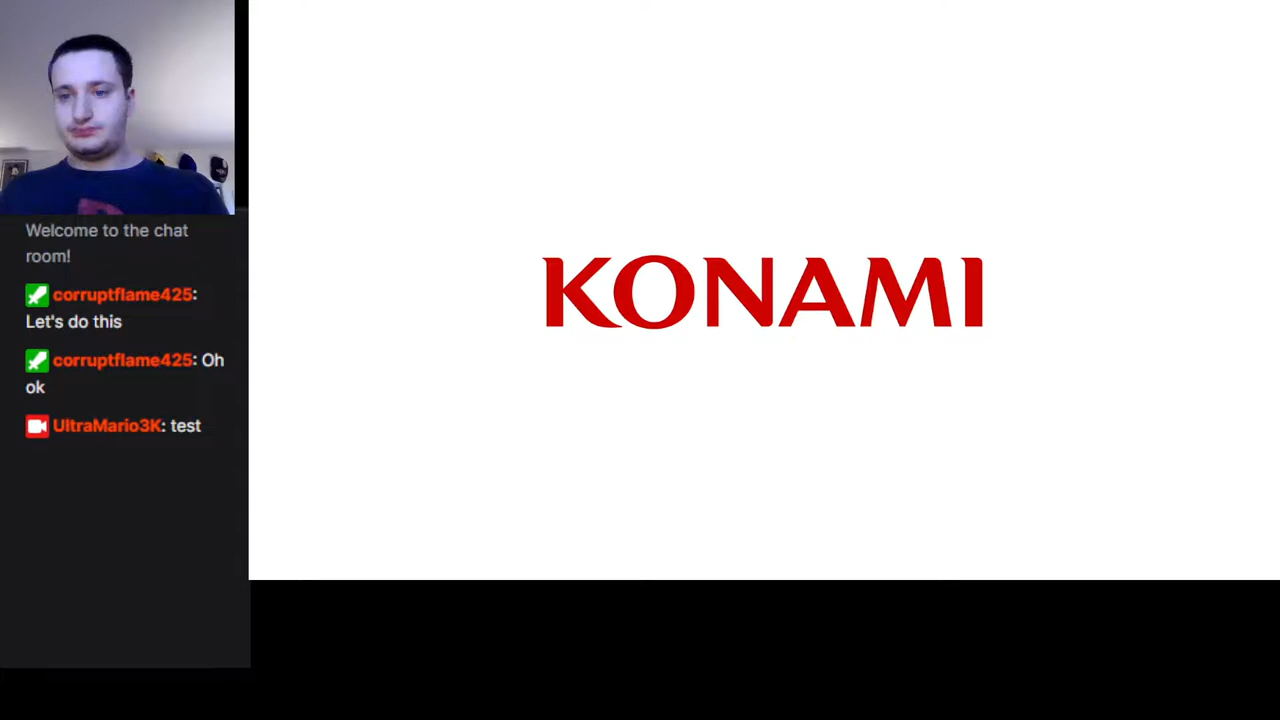 Welcome to the chat
room!
corruptflame425:
Let's do this
corruptflame425: Oh
ok
UltraMario3K: test
KONAMI